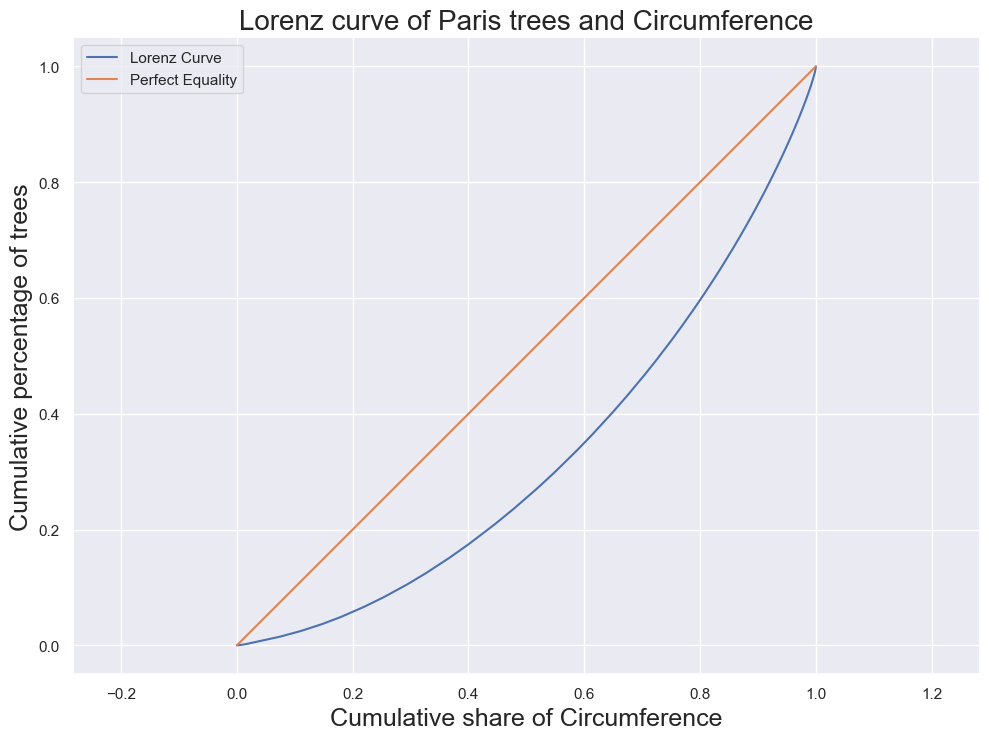 Lorenz curve of Paris trees and Circumference
Lorenz Curve
Perfect Equality
Cumulative percentage of trees
1.0
0.8
0.6
0.4
0.2
0.0
−0.2
0.0
0.2
0.4
0.6
0.8
1.0
1.2
Cumulative share of Circumference